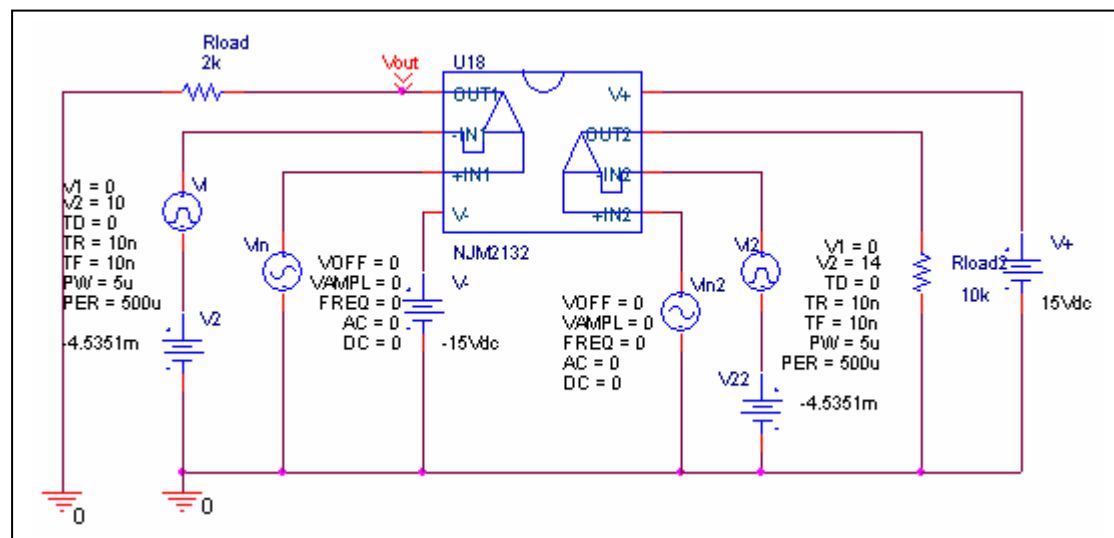 Rload
2k
Vout
U18
OUT1
-IN1
+IN1
V-
V+
OUT2
-IN2
+IN2
NJM2132
V1 = 0
V2 = 10
TD = 0
TR = 10n
TF = 10n
PW = 5u
PER = 500u
VI
V2
-4.5351m
Vin
VOFF = 0
VAMPL = 0
FREQ = 0
AC = 0
DC = 0
V-
-15Vdc
VOFF = 0
VAMPL = 0
FREQ = 0
AC = 0
DC = 0
Vin2
VI2
V22
-4.5351m
V1 = 0
V2 = 14
TD = 0
TR = 10n
TF = 10n
PW = 5u
PER = 500u
Rload2
10k
V+
15Vdc
0
0